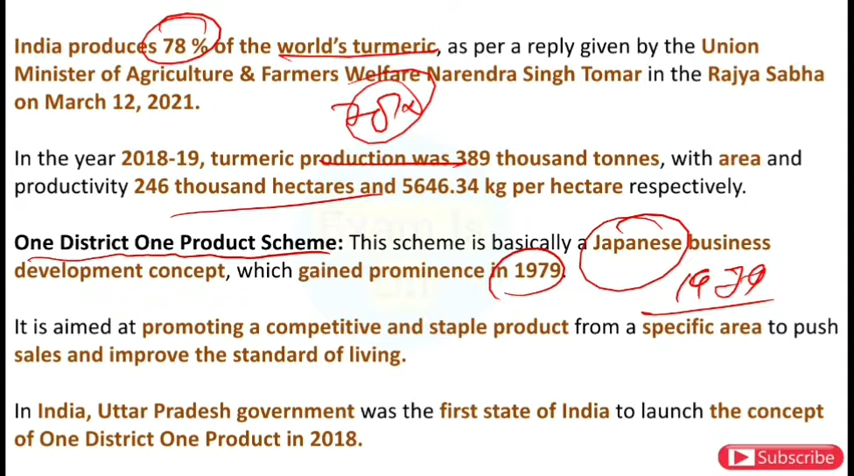 India produces 78 % of the world's turmeric, as per a reply given by the Union
Minister of Agriculture & Farmers Welfare Narendra Singh Tomar in the Rajya Sabha
on March 12, 2021.
In the year 2018-19, turmeric production was 389 thousand tonnes, with area and
productivity 246 thousand hectares and 5646.34 kg per hectare respectively.
One District One Product Scheme: This scheme is basically a Japanese business
development concept, which gained prominence in 1979.
1979
It is aimed at promoting a competitive and staple product from a specific area to push
sales and improve the standard of living.
In India, Uttar Pradesh government was the first state of India to launch the concept
of One District One Product in 2018.
Subscribe